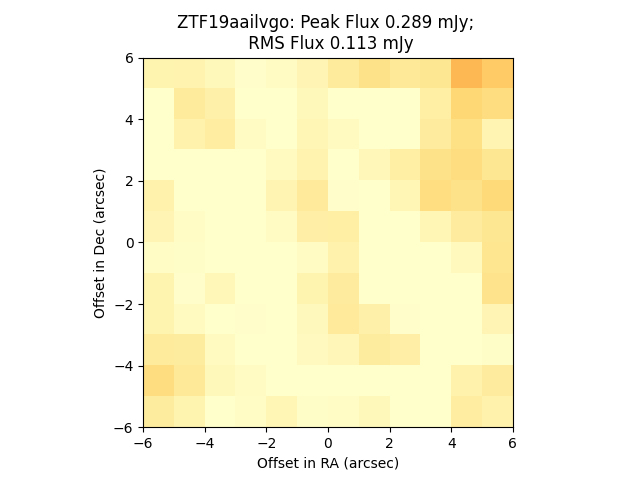 ZTF19aailvgo: Peak Flux 0.289 mJy;
RMS Flux 0.113 mJy
6
4
2
0
−2
−4
−6
Offset in Dec (arcsec)
−6 −4 −2 0 2 4 6
Offset in RA (arcsec)